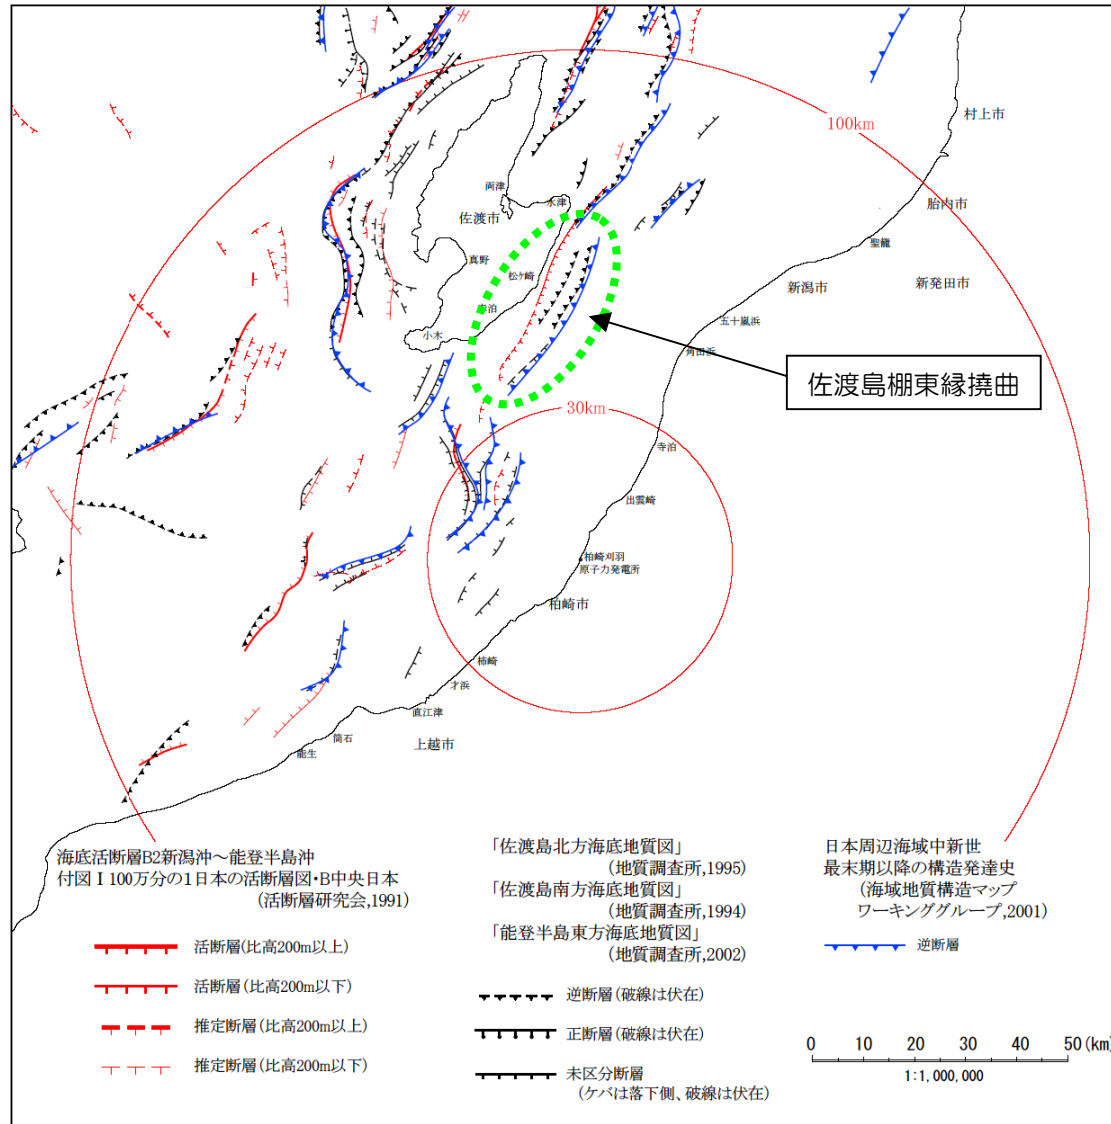 100km
村上市
両津
水津
佐渡市
胎内市
聖籠
真野
松ケ崎
新潟市
新発田市
小木
五十嵐浜
角田浜
佐渡島棚東縁撓曲
30km
寺泊
出雲崎
柏崎刈羽
原子力発電所
柏崎市
柿崎
才浜
直江津
上越市
筒石
能生
海底活断層B2新潟沖～能登半島沖
付図Ⅰ100万分の1日本の活断層図・B中央日本
(活断層研究会,1991)
活断層(比高200m以上)
活断層(比高200m以下)
推定断層(比高200m以上)
推定断層(比高200m以下)
「佐渡島北方海底地質図」
(地質調査所,1995)
「佐渡島南方海底地質図」
(地質調査所,1994)
「能登半島東方海底地質図」
(地質調査所,2002)
逆断層(破線は伏在)
正断層(破線は伏在)
未区分断層
(ケバは落下側、破線は伏在)
日本周辺海域中新世
最末期以降の構造発達史
(海域地質構造マップ
ワーキンググループ,2001)
逆断層
0 10 20 30 40 50 (km)
1:1,000,000